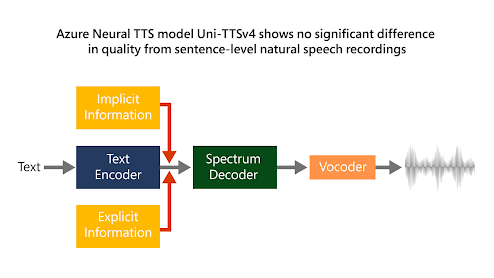 Azure Neural TTS model Uni-TTSv4 shows no significant difference
in quality from sentence-level natural speech recordings
Implicit
Information
Text
Text
Encoder
Spectrum
Decoder
Vocoder
Explicit
Information